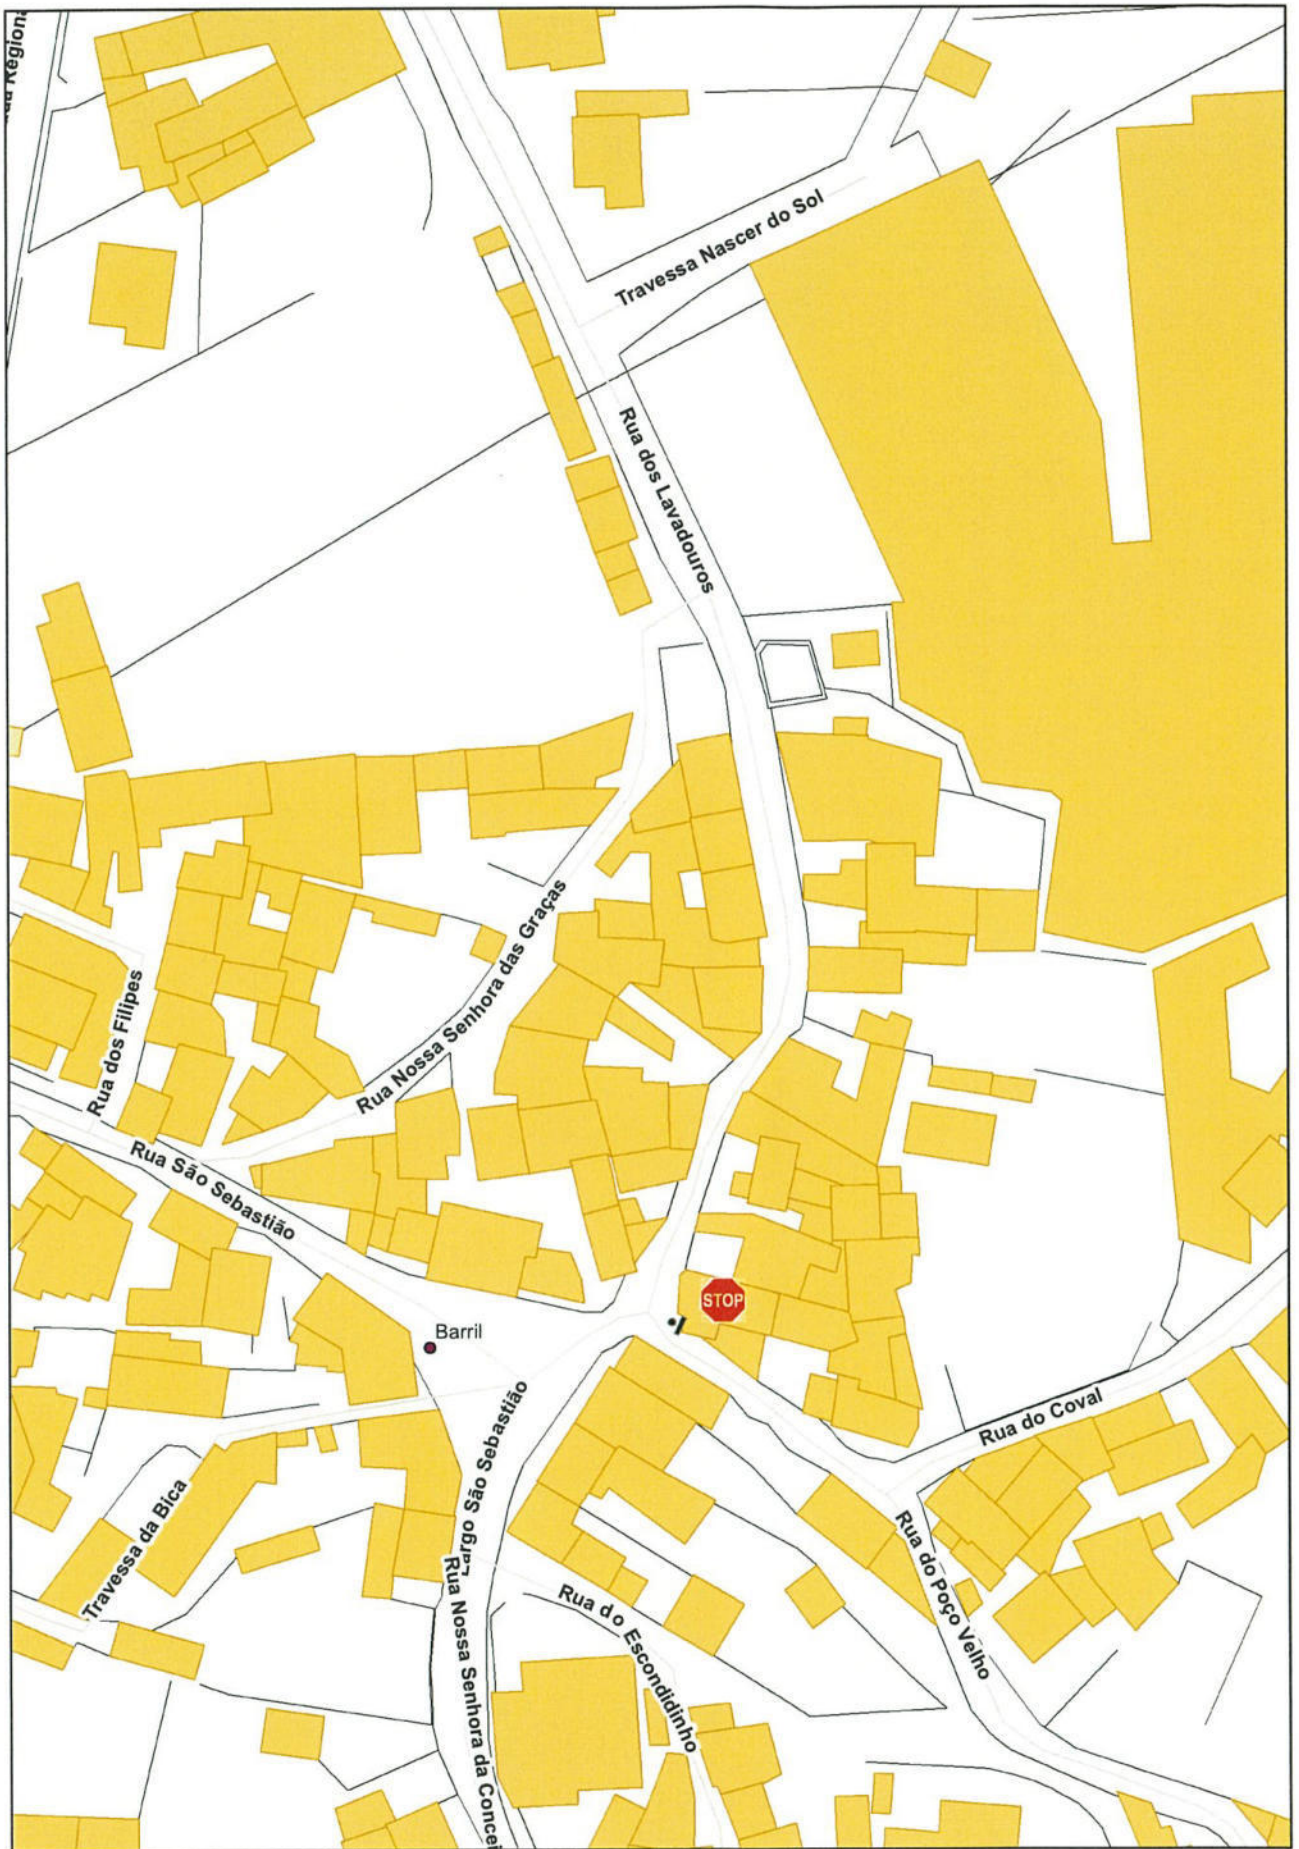 Travessa Nascer do Sol
Rua dos Lavadouros
Rua Nossa Senhora das Graças
Rua dos Filipes
Rua São Sebastião
STOP
Barril
Rua do Coval
Largo São Sebastião
Travessa da Bica
Rua do Poço Velho
Rua do Escondidinho
Rua Nossa Senhora da Concei